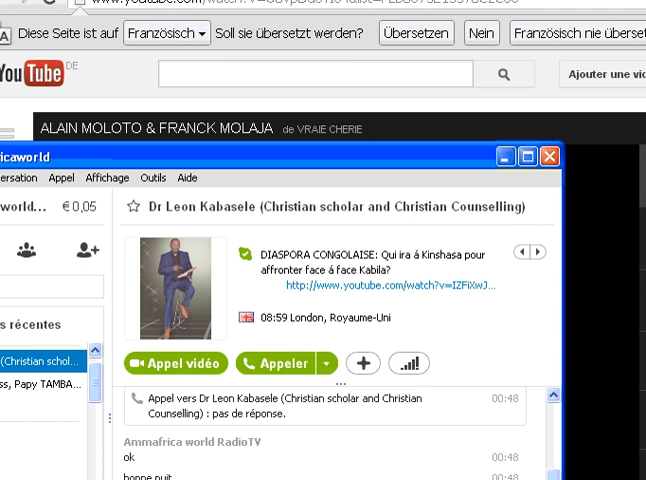 Diese Seite ist auf Französisch Soll sie übersetzt werden? Übersetzen Nein Französisch nie
YouTube DE Ajouter une
ALAIN MOLOTO & FRANCK MOLAJA de VRAIE CHERIE
icaworld
ersation Appel Affichage Outils Aide
world... € 0,05 Dr Leon Kabasele (Christian scholar and Christian Counselling)
DIASPORA CONGOLAISE: Qui ira á Kinshasa pour
affronter face á face Kabila?
http://www.youtube.com/watch?v=IZFiXwJ...
08:59 London, Royaume-Uni
s récentes
Appel vidéo Appeler
(Christian schol...
ss, Papy TAMBA...
Appel vers Dr Leon Kabasele (Christian scholar and Christian 00:48
Counselling) : pas de réponse.
Ammafrica world RadioTV
ok 00:48
bonne nuit 00:48